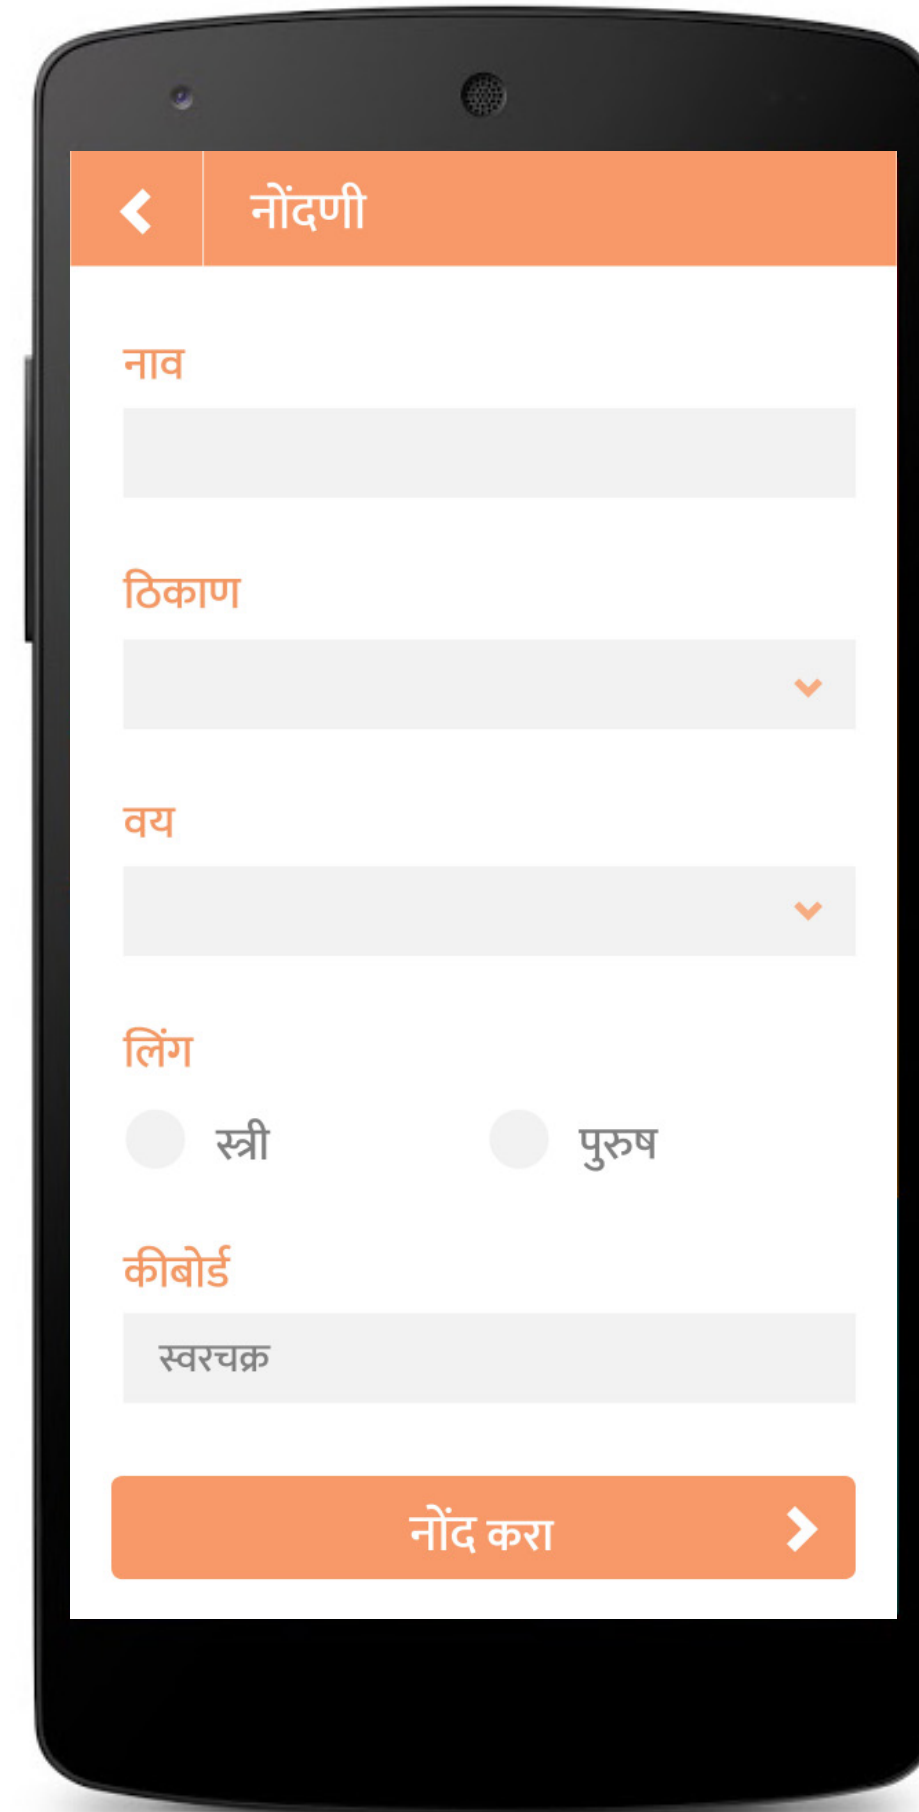 नोंदणी
नाव
ठिकाण
वय
लिंग
स्त्री पुरुष
कीबोर्ड
स्वरचक्र
नोंद करा